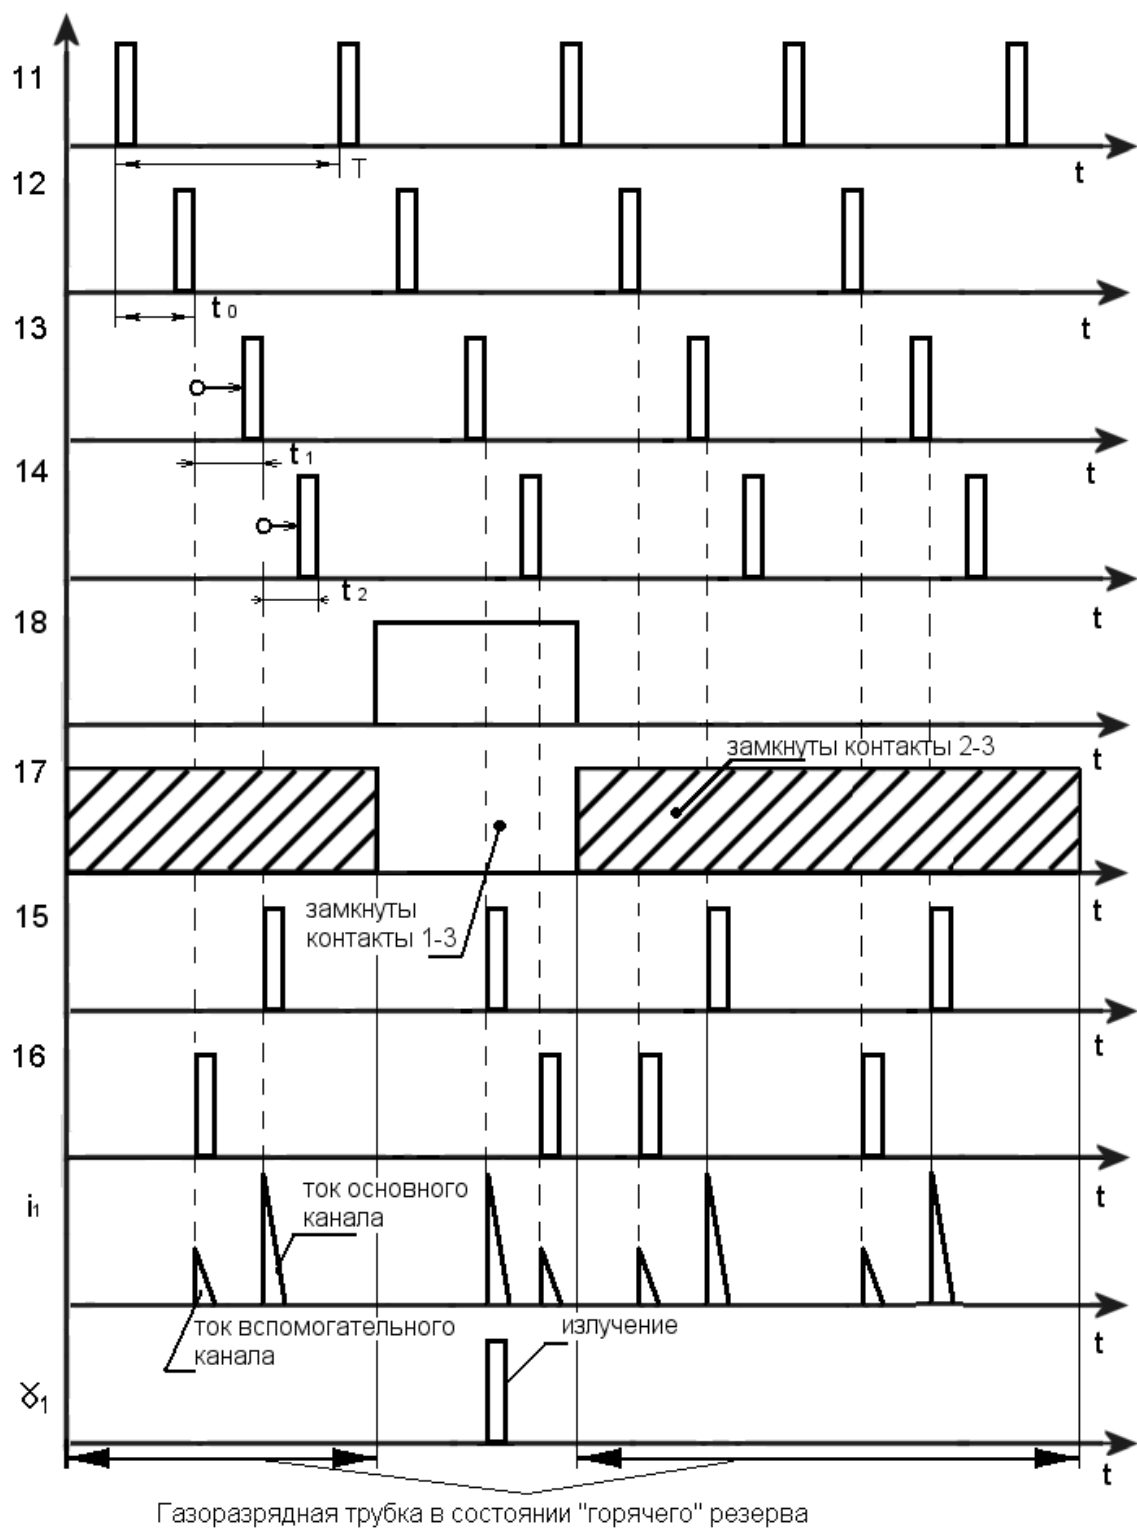 11
t
T
12
t 0
t
13
t 1
t
14
t 2
t
18
замкнуты контакты 2-3
t
17
замкнуты
контакты 1-3
t
15
t
16
ток основного
канала
t
i1
ток вспомогательного
канала
излучение
t
ɣ1
t
Газоразрядная трубка в состоянии "горячего" резерва